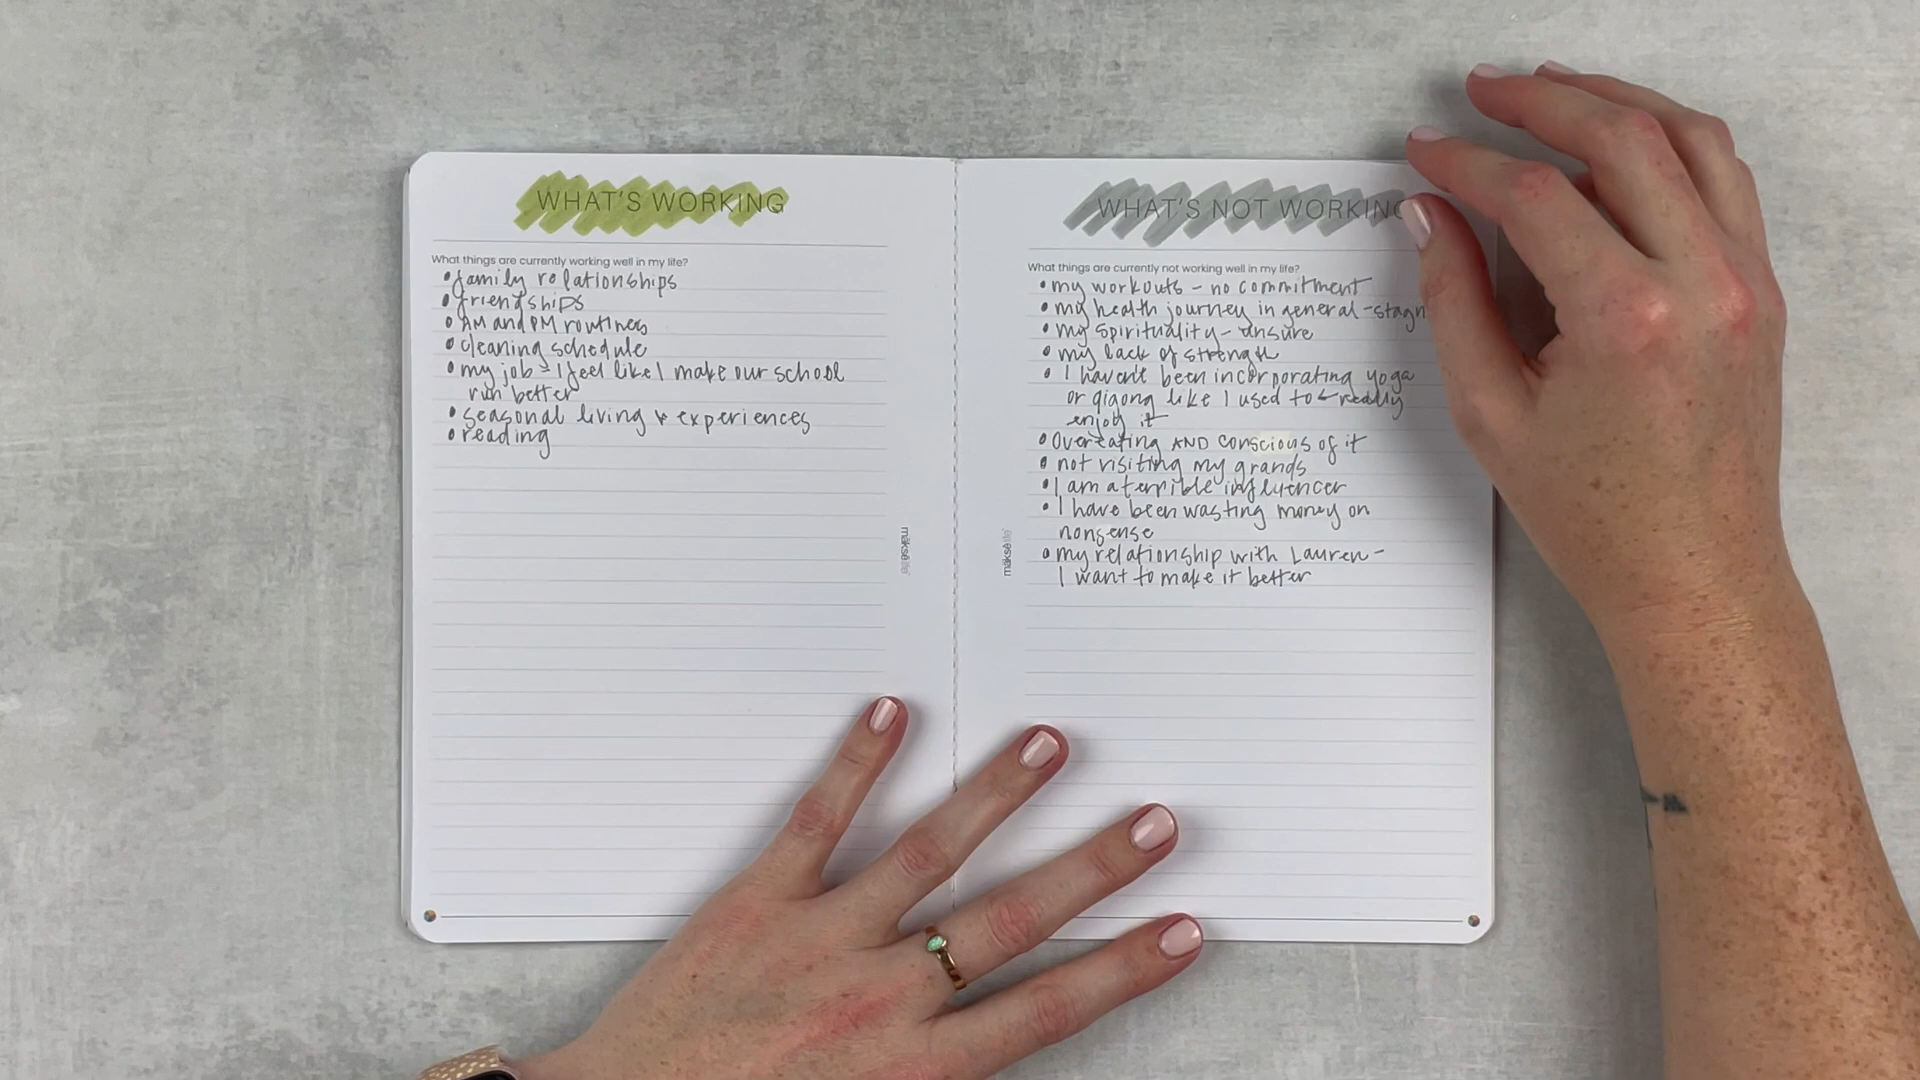 WHAT'S WORKING
What things are currently working well in my life?
• family relationships
• friendships
• AM and PM routines
• cleaning schedule
• my job - I feel like I make our school
run better
• seasonal living & experiences
• reading
mäksēlife
WHAT'S NOT WORKING
What things are currently not working well in my life?
• my workouts - no commitment
• my health journey in general - stagn
• my spirituality - unsure
• my lack of strength
• I haven't been incorporating yoga
or qigong like I used to ← really
enjoy it
• overeating AND conscious of it
• not visiting my grands
• I am a terrible influencer
• I have been wasting money on
nonsense
• my relationship with Lauren -
I want to make it better
mäksēlife